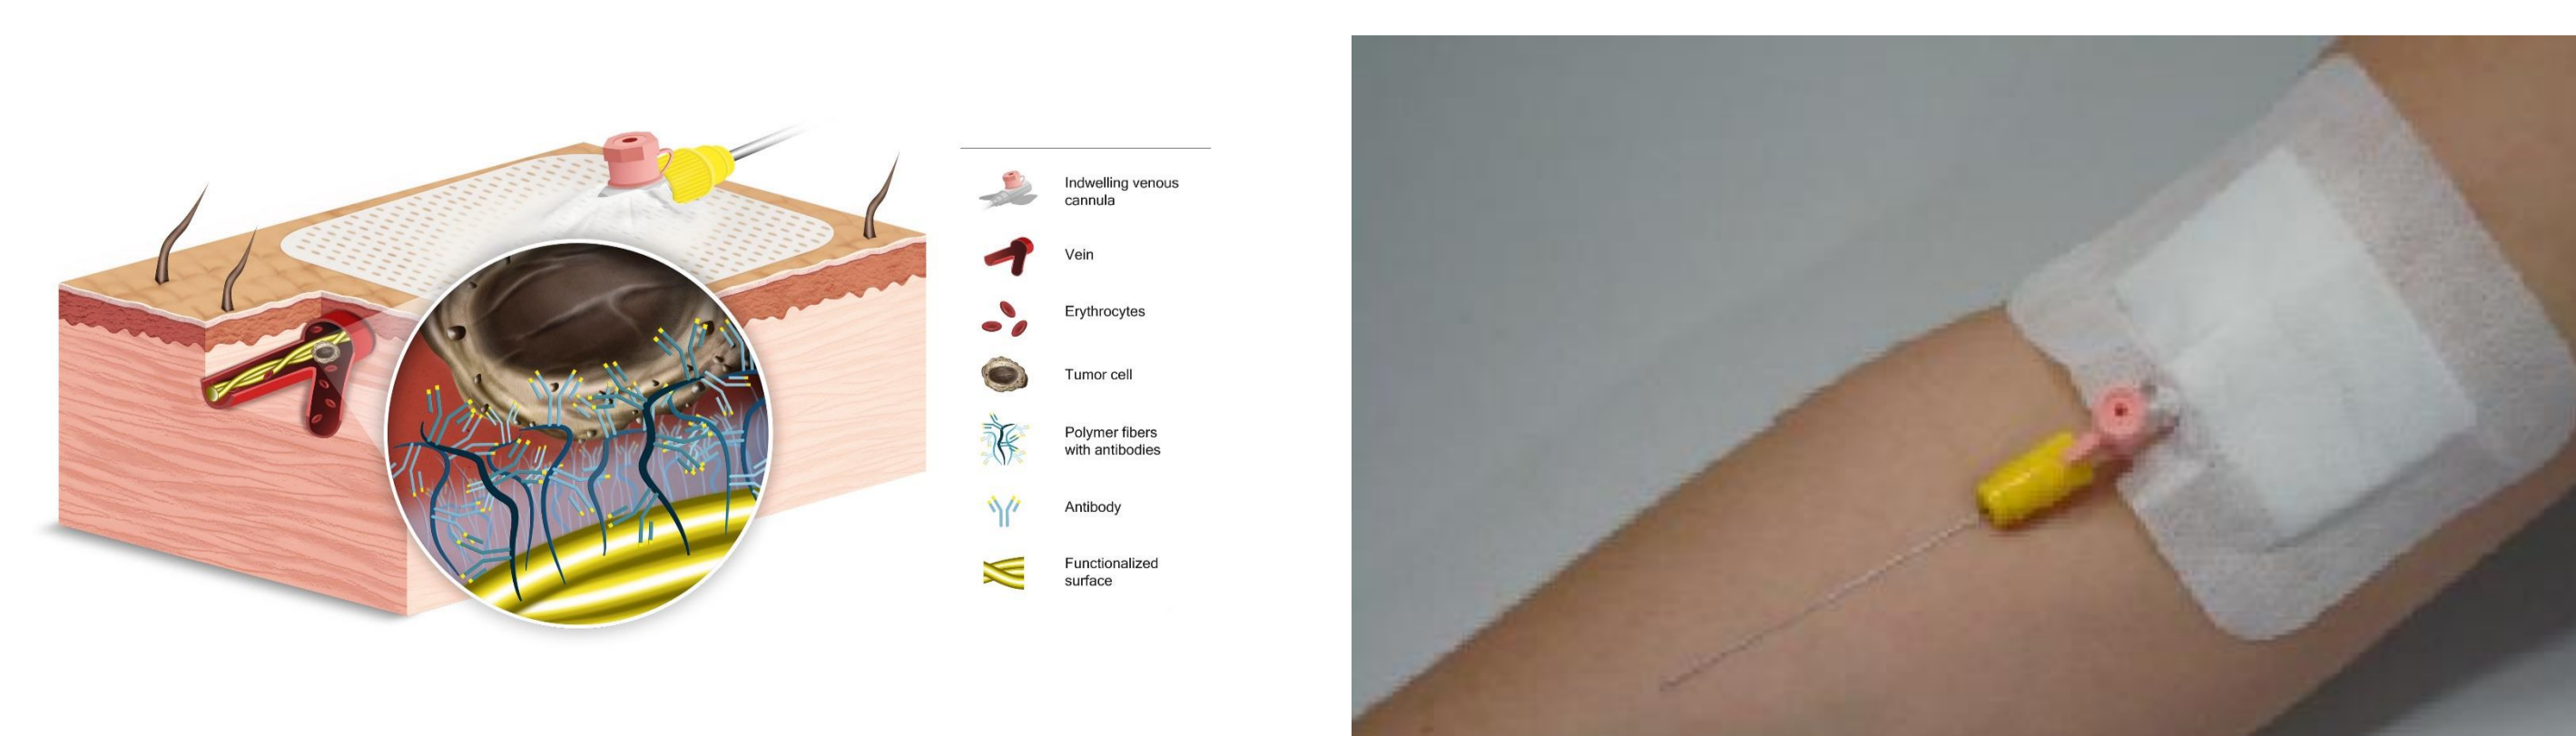 Indwelling venous
cannula
Vein
Erythrocytes
Tumor cell
Polymer fibers
with antibodies
Antibody
Functionalized
surface